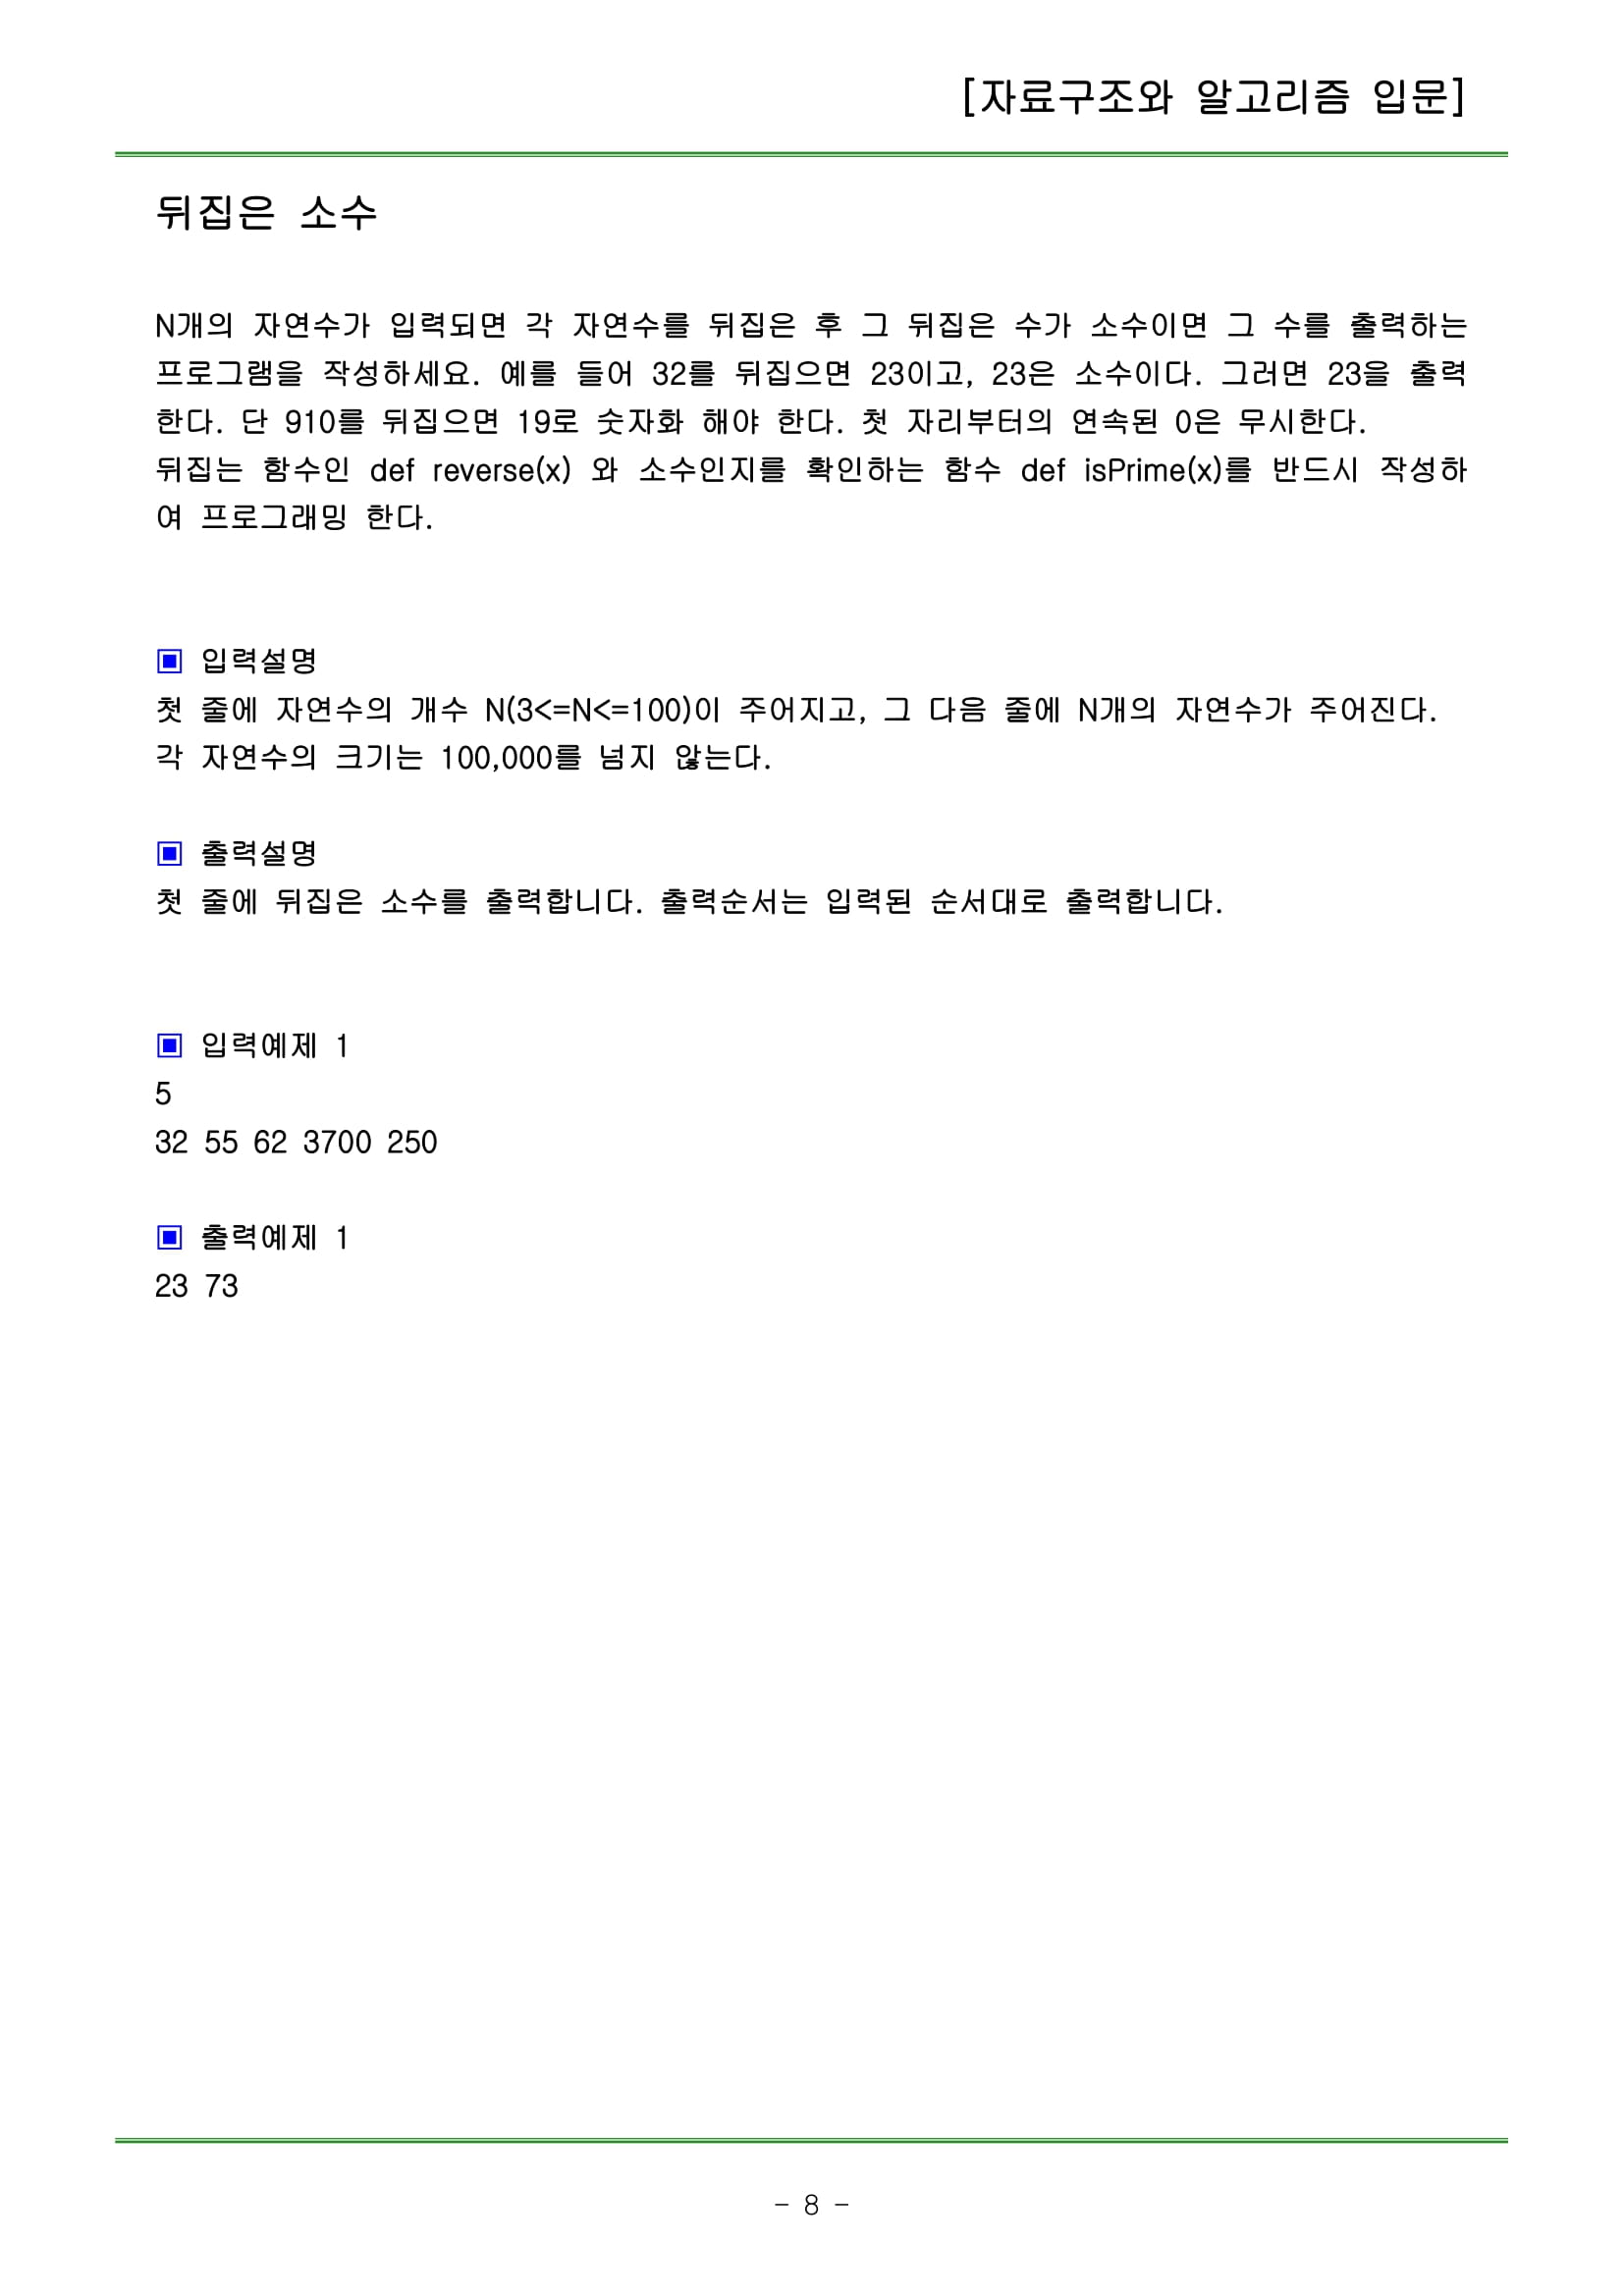 [자료구조와 알고리즘 입문]
뒤집은 소수
N개의 자연수가 입력되면 각 자연수를 뒤집은 후 그 뒤집은 수가 소수이면 그 수를 출력하는
프로그램을 작성하세요. 예를 들어 32를 뒤집으면 23이고, 23은 소수이다. 그러면 23을 출력
한다. 단 910를 뒤집으면 19로 숫자화 해야 한다. 첫 자리부터의 연속된 0은 무시한다.
뒤집는 함수인 def reverse(x) 와 소수인지를 확인하는 함수 def isPrime(x)를 반드시 작성하
여 프로그래밍 한다.
▣ 입력설명
첫 줄에 자연수의 개수 N(3<=N<=100)이 주어지고, 그 다음 줄에 N개의 자연수가 주어진다.
각 자연수의 크기는 100,000를 넘지 않는다.
▣ 출력설명
첫 줄에 뒤집은 소수를 출력합니다. 출력순서는 입력된 순서대로 출력합니다.
▣ 입력예제 1
5
32 55 62 3700 250
▣ 출력예제 1
23 73
- 8 -